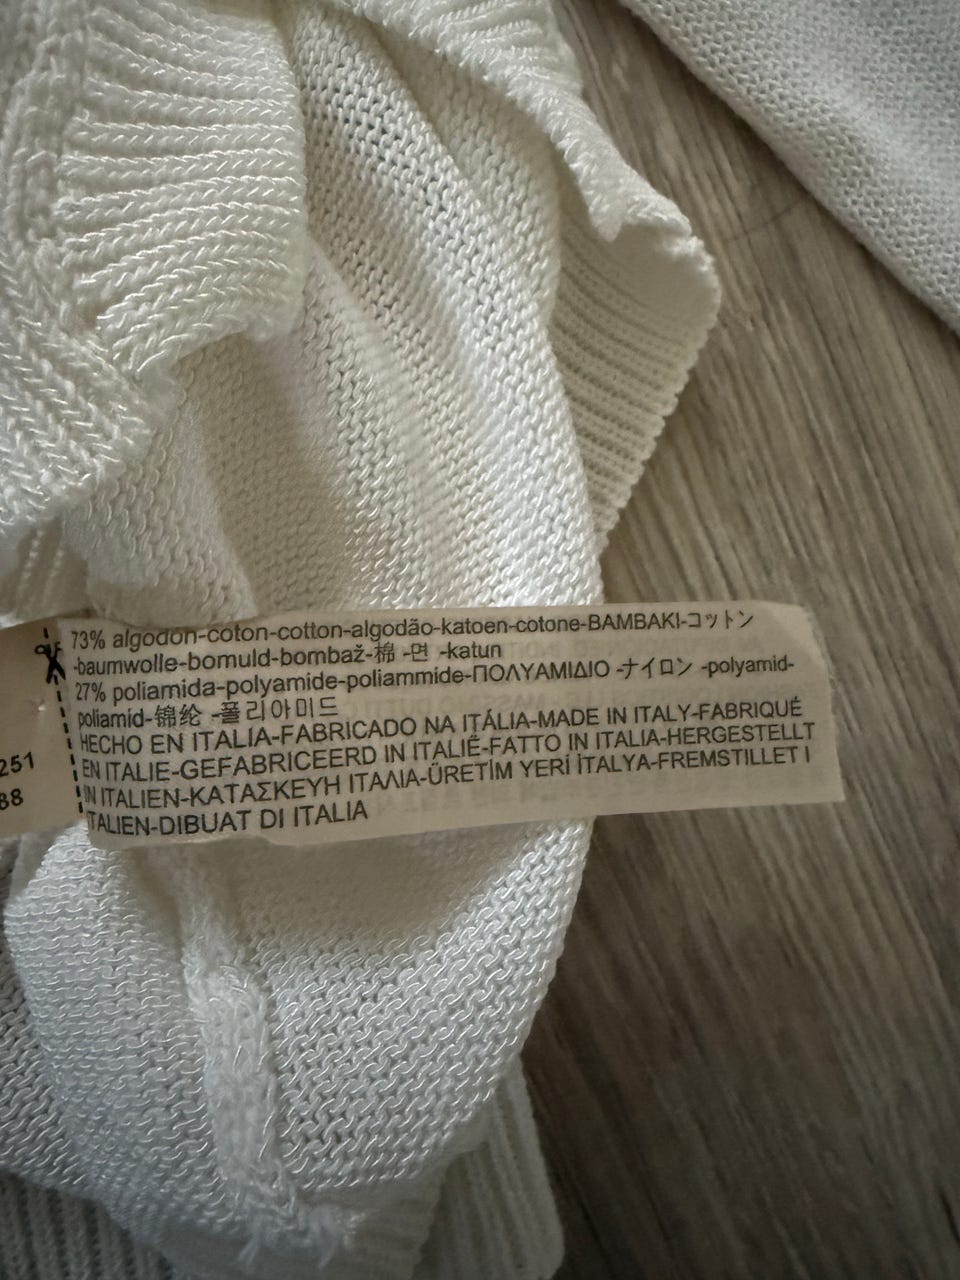 73% algodón-coton-cotton-algodão-katoen-cotone-BAMBAKI-コットン
-baumwolle-bomuld-bombaž-棉 -면 -katun
27% poliamida-polyamide-poliammide-ΠΟΛΥΑΜΙΔΙΟ -ナイロン -polyamid-
poliamid-锦纶 -폴리아미드
HECHO EN ITALIA-FABRICADO NA ITÁLIA-MADE IN ITALY-FABRIQUÉ
EN ITALIE-GEFABRICEERD IN ITALIË-FATTO IN ITALIA-HERGESTELLT
IN ITALIEN-ΚΑΤΑΣΚΕΥΗ ΙΤΑΛΙΑ-ÜRETİM YERİ İTALYA-FREMSTILLET I
ITALIEN-DIBUAT DI ITALIA
251
88